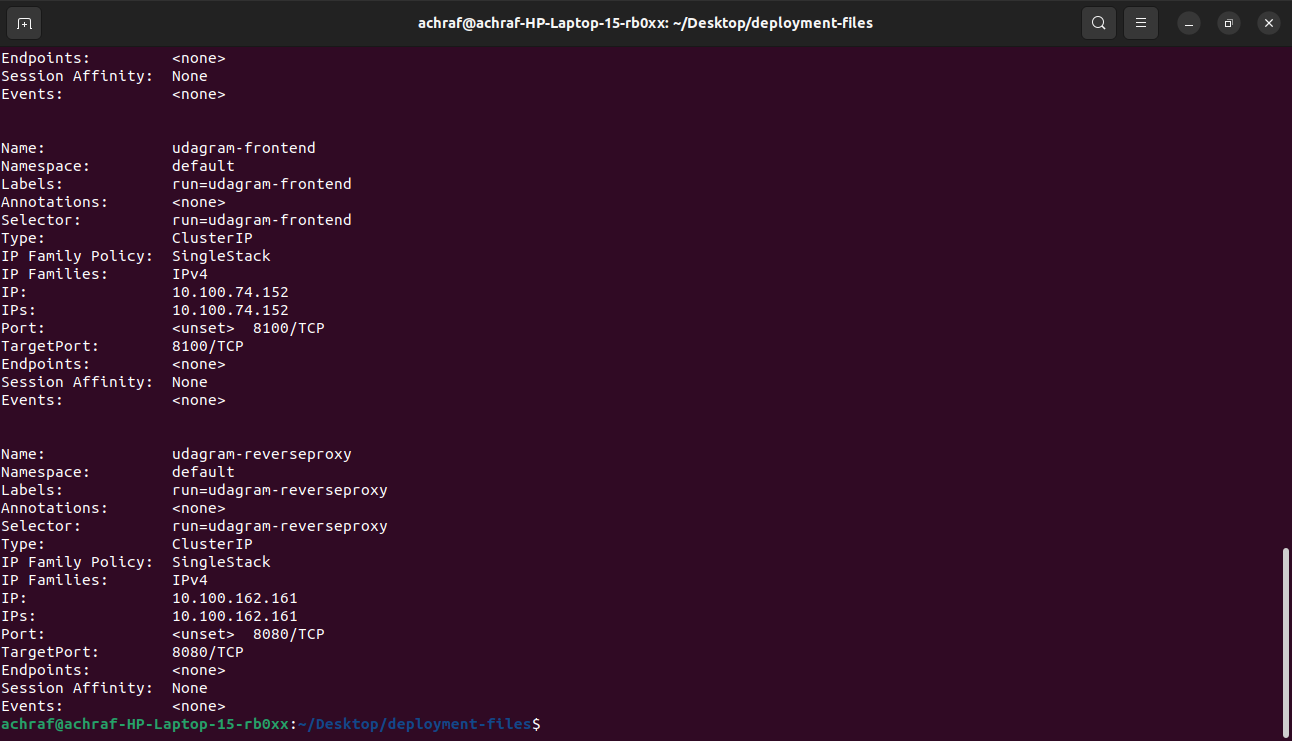 achraf@achraf-HP-Laptop-15-rb0xx: ~/Desktop/deployment-files
Endpoints:         <none>
Session Affinity:  None
Events:            <none>
Name:              udagram-frontend
Namespace:         default
Labels:            run=udagram-frontend
Annotations:       <none>
Selector:          run=udagram-frontend
Type:              ClusterIP
IP Family Policy:  SingleStack
IP Families:       IPv4
IP:                10.100.74.152
IPs:               10.100.74.152
Port:              <unset>  8100/TCP
TargetPort:        8100/TCP
Endpoints:         <none>
Session Affinity:  None
Events:            <none>
Name:              udagram-reverseproxy
Namespace:         default
Labels:            run=udagram-reverseproxy
Annotations:       <none>
Selector:          run=udagram-reverseproxy
Type:              ClusterIP
IP Family Policy:  SingleStack
IP Families:       IPv4
IP:                10.100.162.161
IPs:               10.100.162.161
Port:              <unset>  8080/TCP
TargetPort:        8080/TCP
Endpoints:         <none>
Session Affinity:  None
Events:            <none>
achraf@achraf-HP-Laptop-15-rb0xx:~/Desktop/deployment-files$